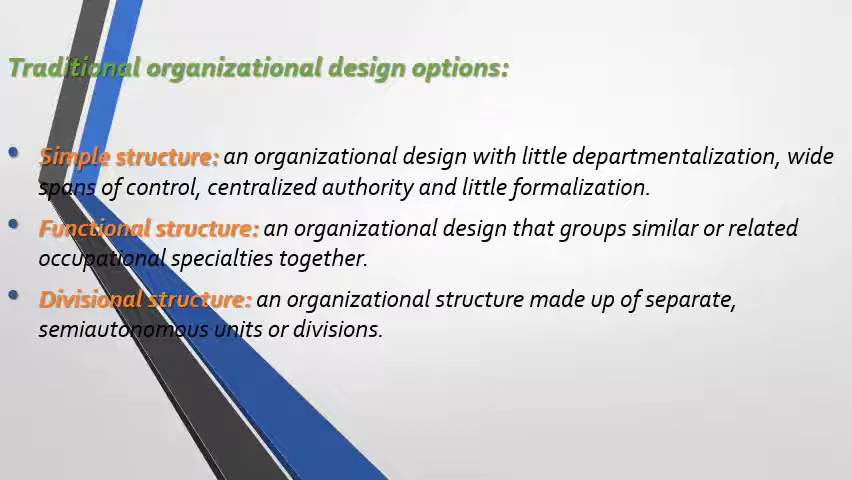 Traditional organizational design options:
• Simple structure: an organizational design with little departmentalization, wide
spans of control, centralized authority and little formalization.
• Functional structure: an organizational design that groups similar or related
occupational specialties together.
• Divisional structure: an organizational structure made up of separate,
semiautonomous units or divisions.